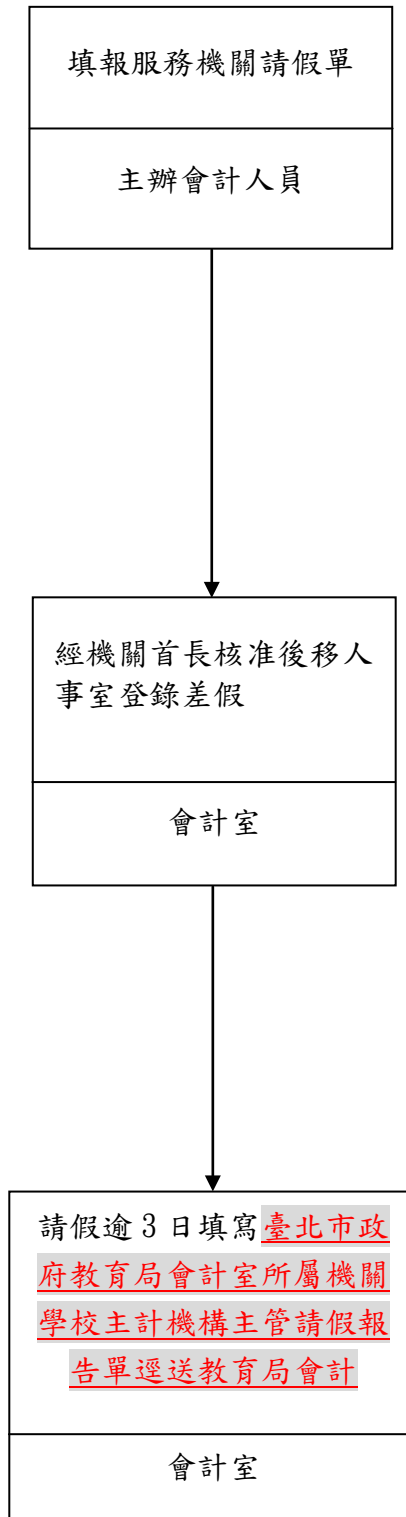 填報服務機關請假單
主辦會計人員
經機關首長核准後移人
事室登錄差假
會計室
請假逾3日填寫臺北市政
府教育局會計室所屬機關
學校主計機構主管請假報
告單逕送教育局會計
會計室